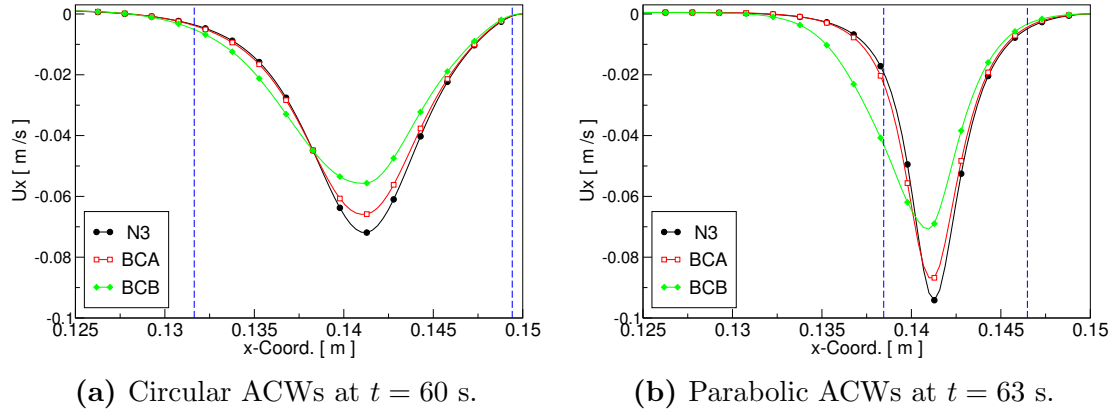 0
-0.02
-0.04
-0.06
-0.08
-0.1
Ux [ m /s]
N3
BCA
BCB
0.125 0.13 0.135 0.14 0.145 0.15
x-Coord. [ m ]
(a) Circular ACWs at t = 60 s.
0
-0.02
-0.04
-0.06
-0.08
-0.1
Ux [ m /s]
N3
BCA
BCB
0.125 0.13 0.135 0.14 0.145 0.15
x-Coord. [ m ]
(b) Parabolic ACWs at t = 63 s.